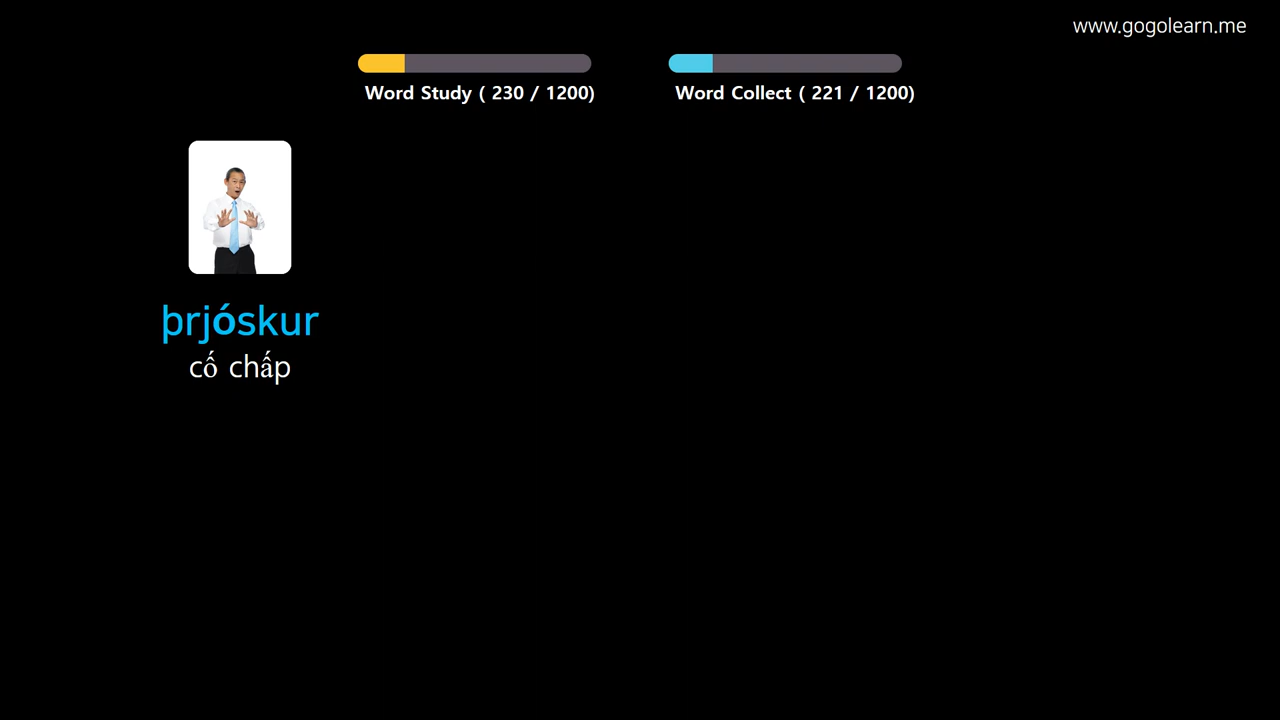 www.gogolearn.me
Word Study ( 230 / 1200)
Word Collect ( 221 / 1200)
þrjóskur
cố chấp